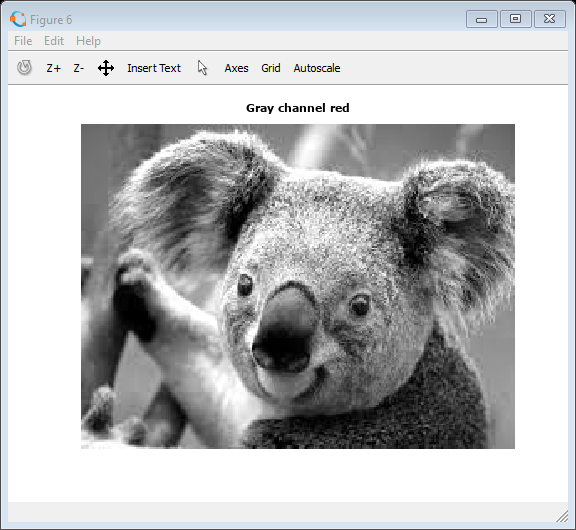 Figure 6
File Edit Help
Z+ Z- Insert Text Axes Grid Autoscale
Gray channel red